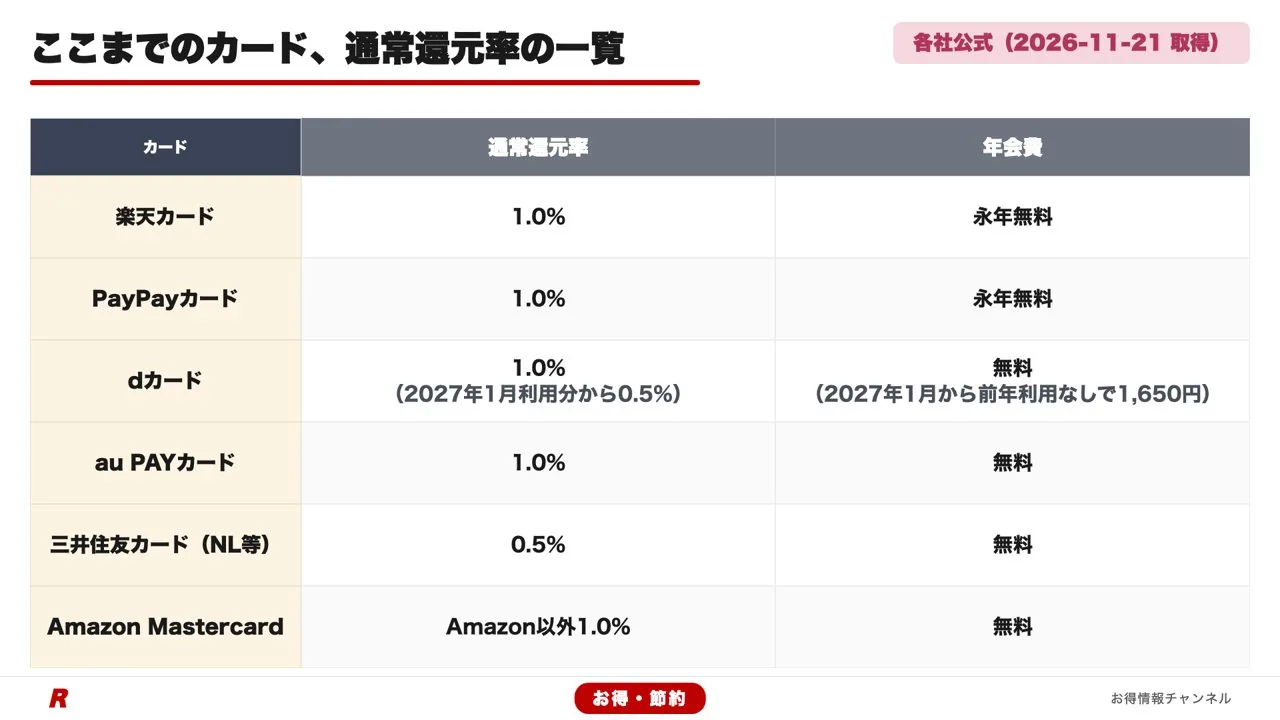 ここまでのカード、通常還元率の一覧
各社公式（2026-11-21 取得）
カード 通常還元率 年会費
楽天カード 1.0% 永年無料
PayPayカード 1.0% 永年無料
dカード 1.0% 無料
（2027年1月利用分から0.5%） （2027年1月から前年利用なしで1,650円）
au PAYカード 1.0% 無料
三井住友カード（NL等） 0.5% 無料
Amazon Mastercard Amazon以外1.0% 無料
R お得・節約 お得情報チャンネル